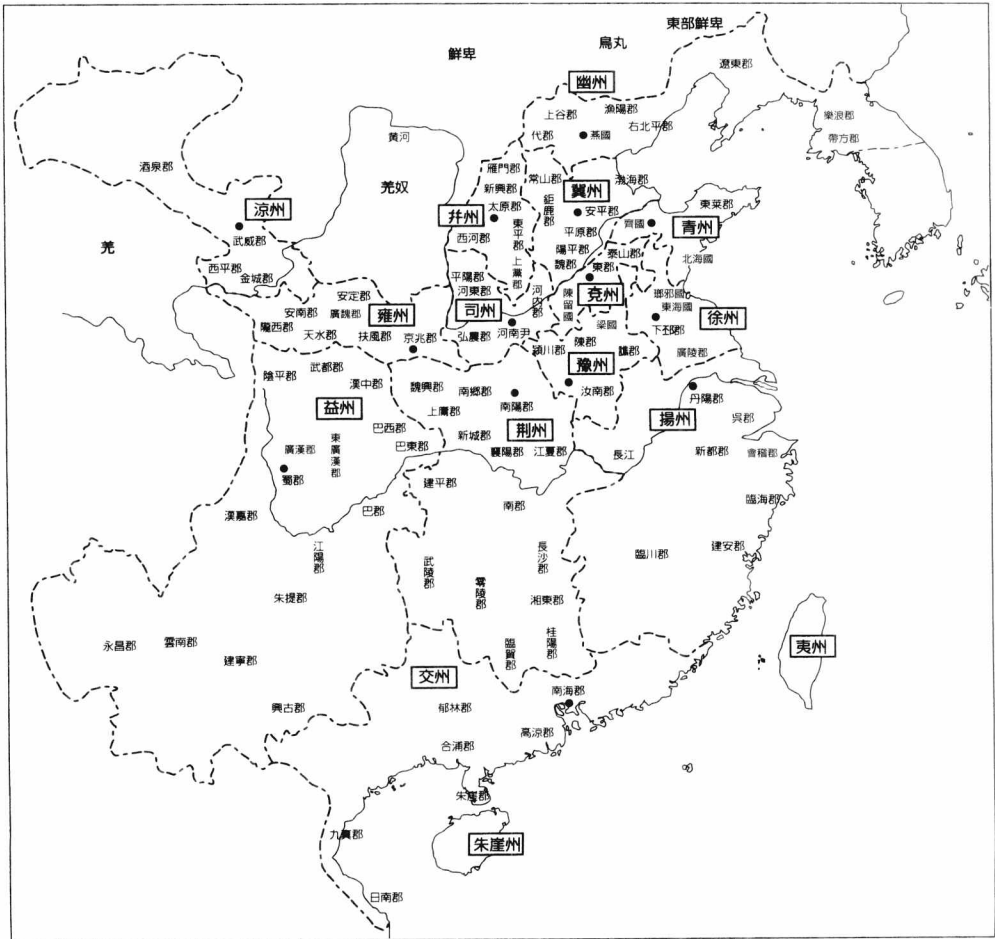 東部鮮卑
烏丸
鮮卑
遼東郡
幽州
漁陽郡
上谷郡
右北平郡
代郡
燕國
樂浪郡
帶方郡
黃河
酒泉郡
羌奴
雁門郡
新興郡
太原郡
常山郡
渤海郡
冀州
鉅鹿郡
安平郡
平原郡
東萊郡
青州
齊國
涼州
武威郡
羌
幷州
西河郡
東平郡
上黨郡
陽平郡
魏郡
泰山郡
北海國
西平郡
金城郡
平陽郡
河東郡
河內郡
東郡
兗州
陳留國
瑯邪國
東海國
徐州
安定郡
安南郡
廣魏郡
雍州
司州
隴西郡
天水郡
扶風郡
京兆郡
弘農郡
河南尹
梁國
下邳郡
潁川郡
陳郡
譙郡
廣陵郡
豫州
武都郡
陰平郡
漢中郡
魏興郡
南鄉郡
南陽郡
汝南郡
丹陽郡
益州
上庸郡
揚州
吳郡
巴西郡
新城郡
荊州
廣漢郡
東廣漢郡
巴東郡
襄陽郡
江夏郡
長江
新都郡
會稽郡
蜀郡
建平郡
南郡
臨海郡
漢嘉郡
巴郡
江陽郡
武陵郡
長沙郡
臨川郡
建安郡
朱提郡
零陵郡
湘東郡
永昌郡
雲南郡
建寧郡
臨賀郡
桂陽郡
夷州
交州
南海郡
興古郡
郁林郡
高涼郡
合浦郡
朱崖郡
九真郡
朱崖州
日南郡